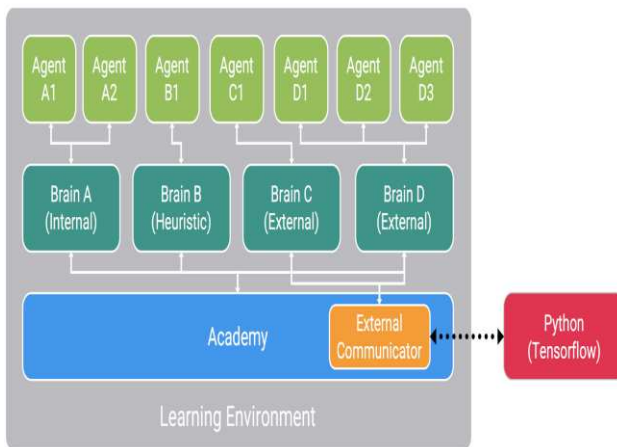 Agent
A1
Agent
A2
Agent
B1
Agent
C1
Agent
D1
Agent
D2
Agent
D3
Brain A
(Internal)
Brain B
(Heuristic)
Brain C
(External)
Brain D
(External)
Academy
External
Communicator
Python
(Tensorflow)
Learning Environment